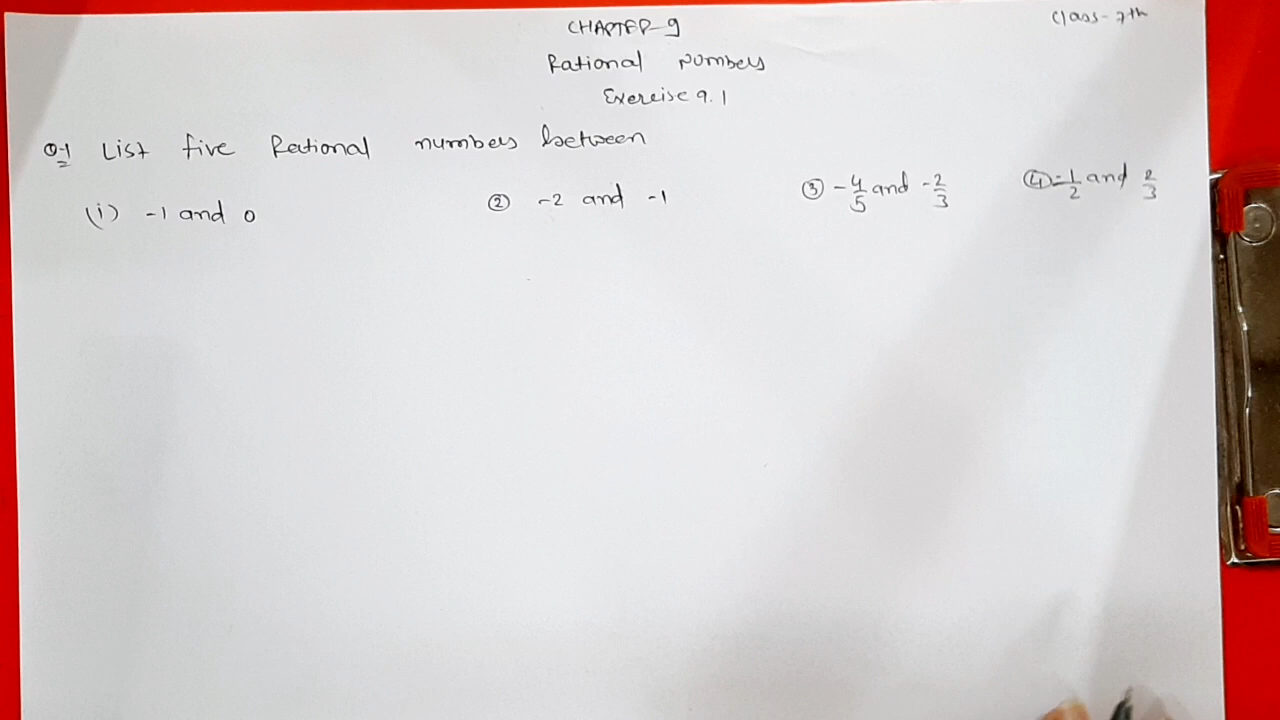 Class-7th
CHAPTER-9
Rational numbers
Exercise 9.1
Q-1 List five Rational numbers between
(i) -1 and 0 ② -2 and -1 ③ -4/5 and -2/3 ④ -1/2 and 2/3